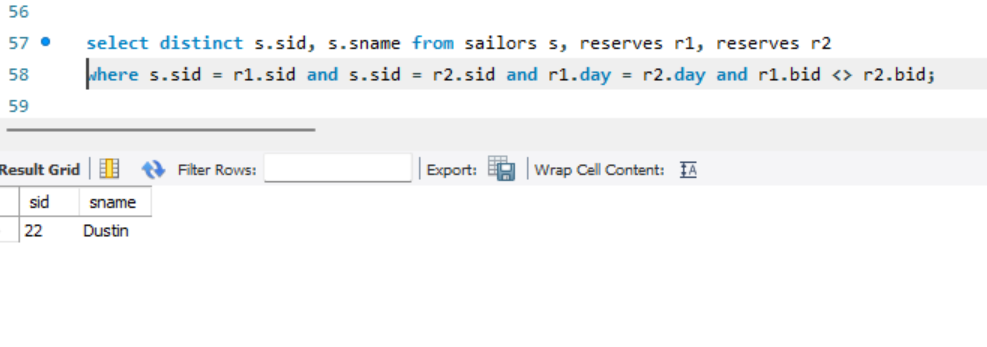 56
57 select distinct s.sid, s.sname from sailors s, reserves r1, reserves r2
58 where s.sid = r1.sid and s.sid = r2.sid and r1.day = r2.day and r1.bid <> r2.bid;
59
Result Grid Filter Rows: Export: Wrap Cell Content:
sid sname
22 Dustin